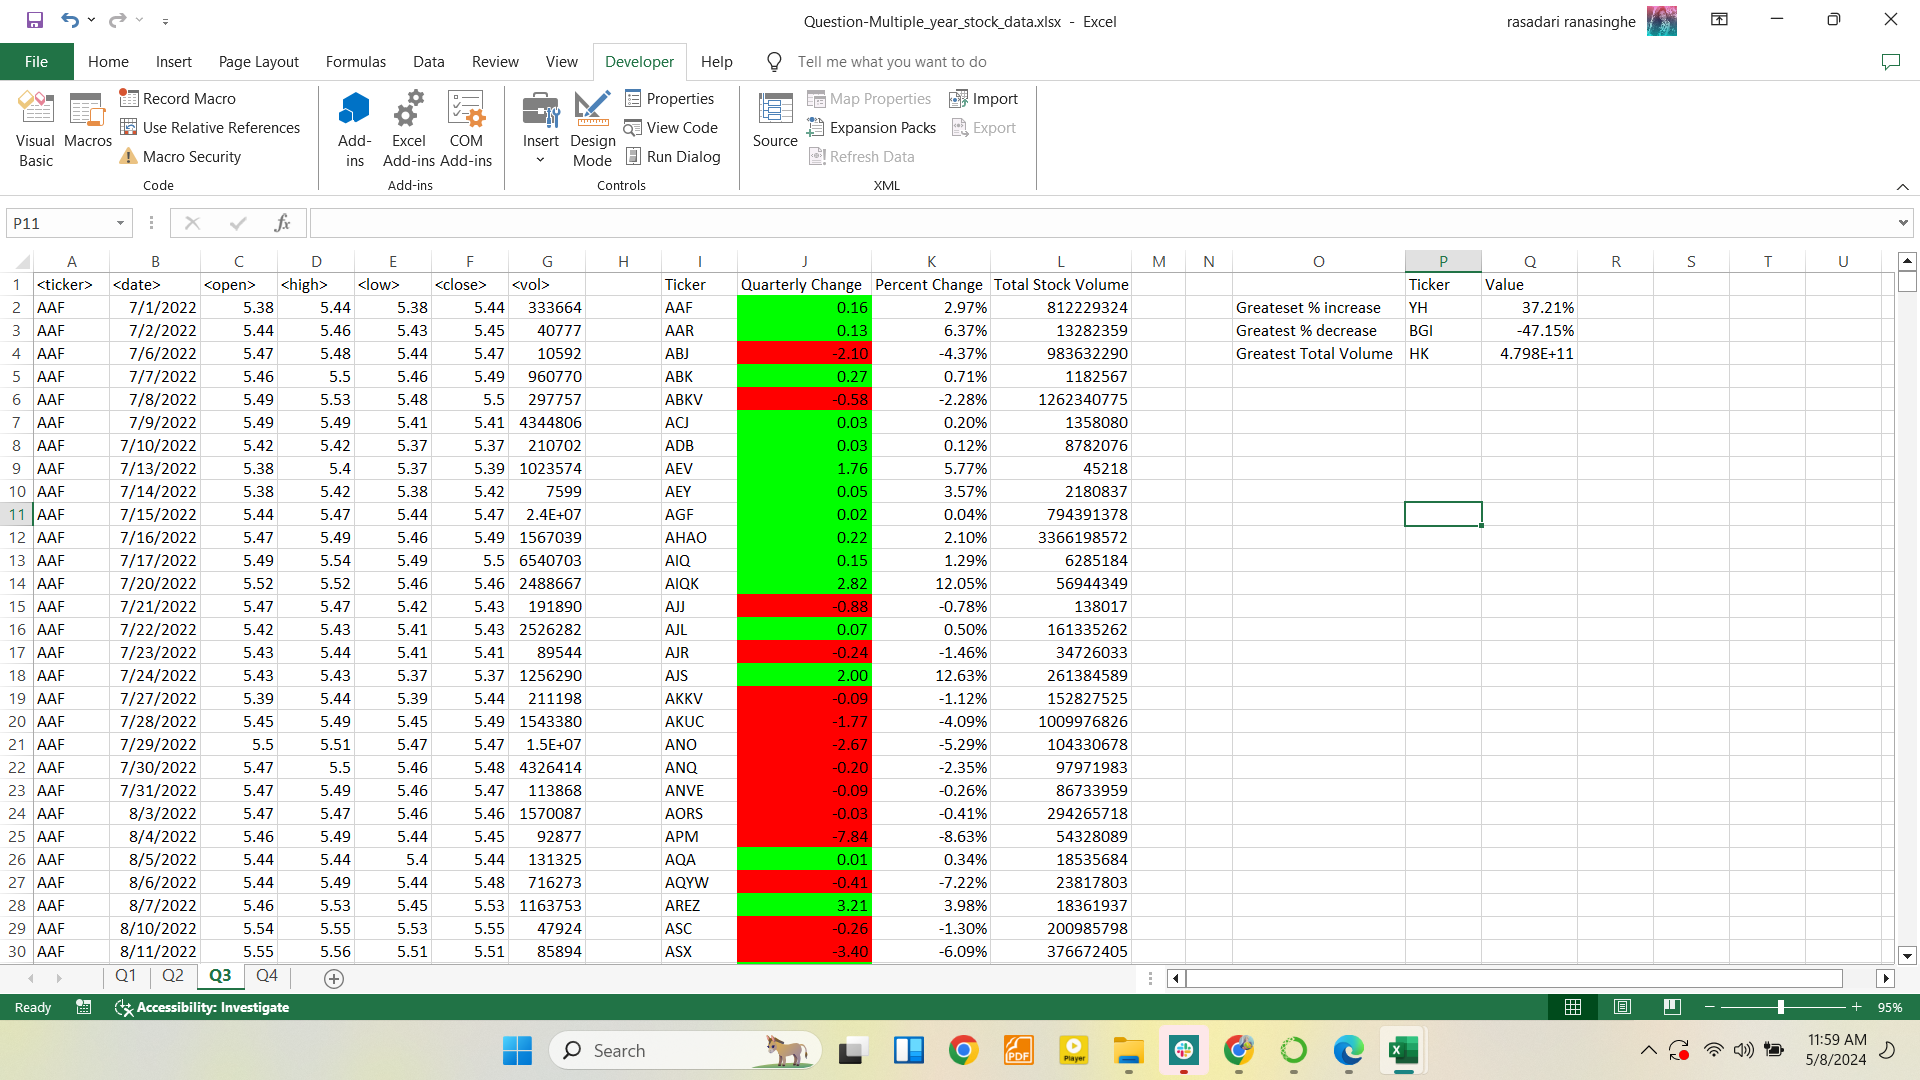 Question-Multiple_year_stock_data.xlsx - Excel
rasadari ranasinghe
File Home Insert Page Layout Formulas Data Review View Developer Help Tell me what you want to do
Visual Basic
Macros
Record Macro
Use Relative References
Macro Security
Code
Add-ins
Excel Add-ins
COM Add-ins
Add-ins
Insert
Design Mode
Properties
View Code
Run Dialog
Controls
Source
Map Properties
Expansion Packs
Refresh Data
Import
Export
XML
P11
fx
A B C D E F G H I J K L M N O P Q R S T U
1 <ticker> <date> <open> <high> <low> <close> <vol> Ticker Quarterly Change Percent Change Total Stock Volume Ticker Value
2 AAF 7/1/2022 5.38 5.44 5.38 5.44 333664 AAF 0.16 2.97% 812229324 Greateset % increase YH 37.21%
3 AAF 7/2/2022 5.44 5.46 5.43 5.45 40777 AAR 0.13 6.37% 13282359 Greatest % decrease BGI -47.15%
4 AAF 7/6/2022 5.47 5.48 5.44 5.47 10592 ABJ -2.10 -4.37% 983632290 Greatest Total Volume HK 4.798E+11
5 AAF 7/7/2022 5.46 5.5 5.46 5.49 960770 ABK 0.27 0.71% 1182567
6 AAF 7/8/2022 5.49 5.53 5.48 5.5 297757 ABKV -0.58 -2.28% 1262340775
7 AAF 7/9/2022 5.49 5.49 5.41 5.41 4344806 ACJ 0.03 0.20% 1358080
8 AAF 7/10/2022 5.42 5.42 5.37 5.37 210702 ADB 0.03 0.12% 8782076
9 AAF 7/13/2022 5.38 5.4 5.37 5.39 1023574 AEV 1.76 5.77% 45218
10 AAF 7/14/2022 5.38 5.42 5.38 5.42 7599 AEY 0.05 3.57% 2180837
11 AAF 7/15/2022 5.44 5.47 5.44 5.47 2.4E+07 AGF 0.02 0.04% 794391378
12 AAF 7/16/2022 5.47 5.49 5.46 5.49 1567039 AHAO 0.22 2.10% 3366198572
13 AAF 7/17/2022 5.49 5.54 5.49 5.5 6540703 AIQ 0.15 1.29% 6285184
14 AAF 7/20/2022 5.52 5.52 5.46 5.46 2488667 AIQK 2.82 12.05% 56944349
15 AAF 7/21/2022 5.47 5.47 5.42 5.43 191890 AJJ -0.88 -0.78% 138017
16 AAF 7/22/2022 5.42 5.43 5.41 5.43 2526282 AJL 0.07 0.50% 161335262
17 AAF 7/23/2022 5.43 5.44 5.41 5.41 89544 AJR -0.24 -1.46% 34726033
18 AAF 7/24/2022 5.43 5.43 5.37 5.37 1256290 AJS 2.00 12.63% 261384589
19 AAF 7/27/2022 5.39 5.44 5.39 5.44 211198 AKKV -0.09 -1.12% 152827525
20 AAF 7/28/2022 5.45 5.49 5.45 5.49 1543380 AKUC -1.77 -4.09% 1009976826
21 AAF 7/29/2022 5.5 5.51 5.47 5.47 1.5E+07 ANO -2.67 -5.29% 104330678
22 AAF 7/30/2022 5.47 5.5 5.46 5.48 4326414 ANQ -0.20 -2.35% 97971983
23 AAF 7/31/2022 5.47 5.49 5.46 5.47 113868 ANVE -0.09 -0.26% 86733959
24 AAF 8/3/2022 5.47 5.47 5.46 5.46 1570087 AORS -0.03 -0.41% 294265718
25 AAF 8/4/2022 5.46 5.49 5.44 5.45 92877 APM -7.84 -8.63% 54328089
26 AAF 8/5/2022 5.44 5.44 5.4 5.44 131325 AQA 0.01 0.34% 18535684
27 AAF 8/6/2022 5.44 5.49 5.44 5.48 716273 AQYW -0.41 -7.22% 23817803
28 AAF 8/7/2022 5.46 5.53 5.45 5.53 1163753 AREZ 3.21 3.98% 18361937
29 AAF 8/10/2022 5.54 5.55 5.53 5.55 47924 ASC -0.26 -1.30% 200985798
30 AAF 8/11/2022 5.55 5.56 5.51 5.51 85894 ASX -3.40 -6.09% 376672405
Q1 Q2 Q3 Q4
Ready Accessibility: Investigate 95%
Search
PDF
Player
11:59 AM
5/8/2024